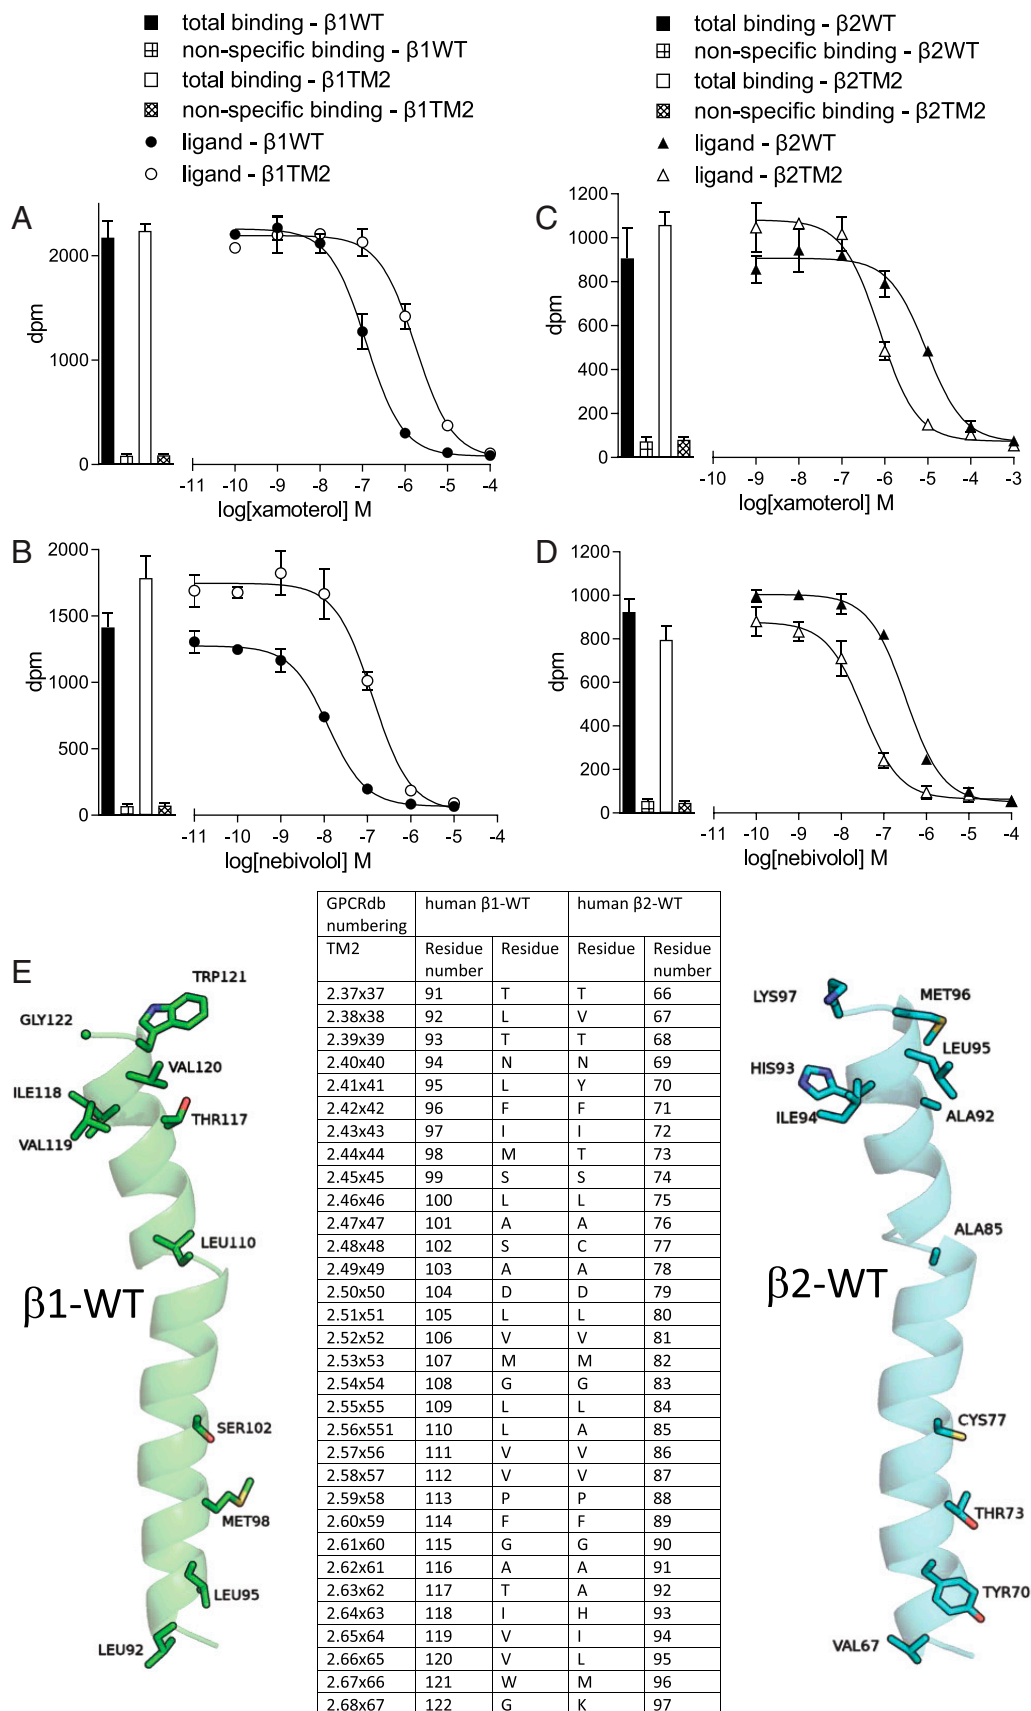 total binding - β1WT
non-specific binding - β1WT
total binding - β1TM2
non-specific binding - β1TM2
ligand - β1WT
ligand - β1TM2
total binding - β2WT
non-specific binding - β2WT
total binding - β2TM2
non-specific binding - β2TM2
ligand - β2WT
ligand - β2TM2
A
dpm
2000
1000
0
-11 -10 -9 -8 -7 -6 -5 -4
log[xamoterol] M
C
dpm
1200
1000
800
600
400
200
0
-10 -9 -8 -7 -6 -5 -4 -3
log[xamoterol] M
B
dpm
2000
1500
1000
500
0
-11 -10 -9 -8 -7 -6 -5 -4
log[nebivolol] M
D
dpm
1200
1000
800
600
400
200
0
-11 -10 -9 -8 -7 -6 -5 -4
log[nebivolol] M
E
TRP121
GLY122
VAL120
ILE118
THR117
VAL119
LEU110
β1-WT
SER102
MET98
LEU95
LEU92
GPCRdb numbering human β1-WT human β2-WT
TM2 Residue number Residue Residue Residue number
2.37x37 91 T T 66
2.38x38 92 L V 67
2.39x39 93 T T 68
2.40x40 94 N N 69
2.41x41 95 L Y 70
2.42x42 96 F F 71
2.43x43 97 I I 72
2.44x44 98 M T 73
2.45x45 99 S S 74
2.46x46 100 L L 75
2.47x47 101 A A 76
2.48x48 102 S C 77
2.49x49 103 A A 78
2.50x50 104 D D 79
2.51x51 105 L L 80
2.52x52 106 V V 81
2.53x53 107 M M 82
2.54x54 108 G G 83
2.55x55 109 L L 84
2.56x551 110 L A 85
2.57x56 111 V V 86
2.58x57 112 V V 87
2.59x58 113 P P 88
2.60x59 114 F F 89
2.61x60 115 G G 90
2.62x61 116 A A 91
2.63x62 117 T A 92
2.64x63 118 I H 93
2.65x64 119 V I 94
2.66x65 120 V L 95
2.67x66 121 W M 96
2.68x67 122 G K 97
LYS97
MET96
LEU95
HIS93
ILE94
ALA92
ALA85
β2-WT
CYS77
THR73
TYR70
VAL67